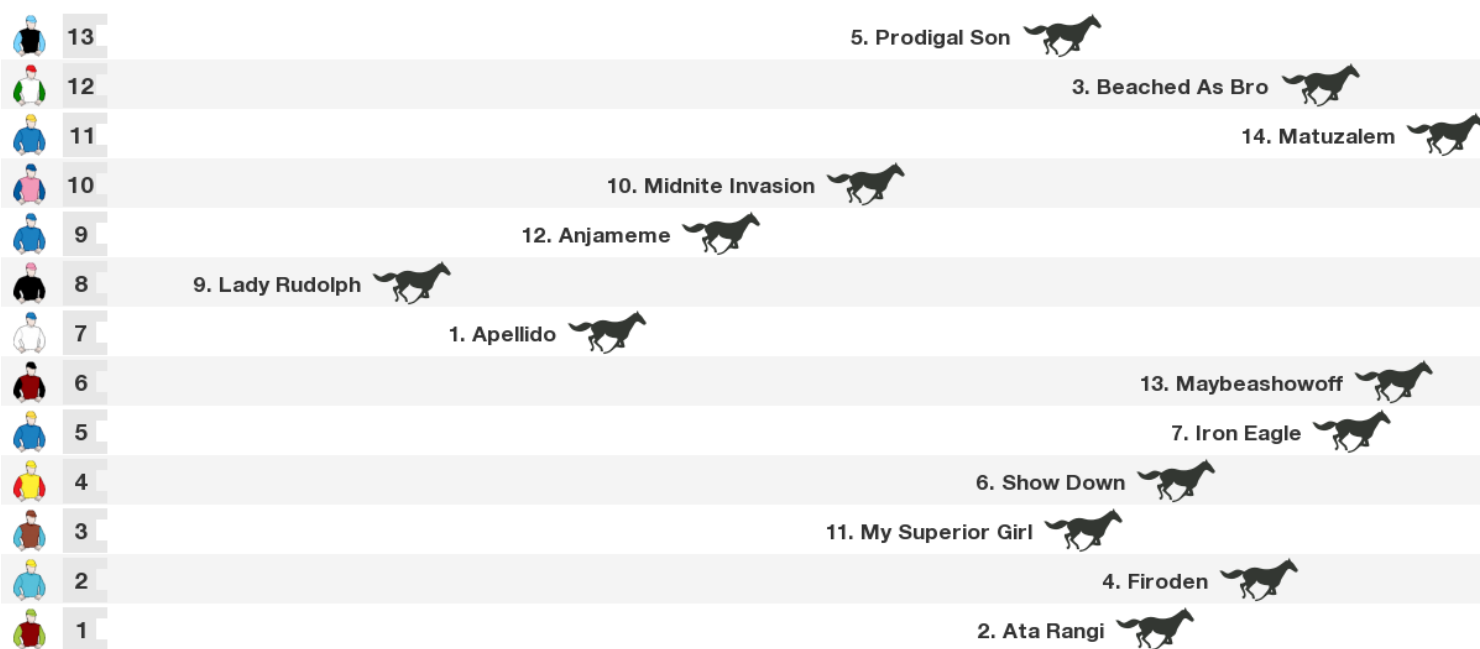 13 5. Prodigal Son
12 3. Beached As Bro
11 14. Matuzalem
10 10. Midnite Invasion
9 12. Anjameme
8 9. Lady Rudolph
7 1. Apellido
6 13. Maybeashowoff
5 7. Iron Eagle
4 6. Show Down
3 11. My Superior Girl
2 4. Firoden
1 2. Ata Rangi